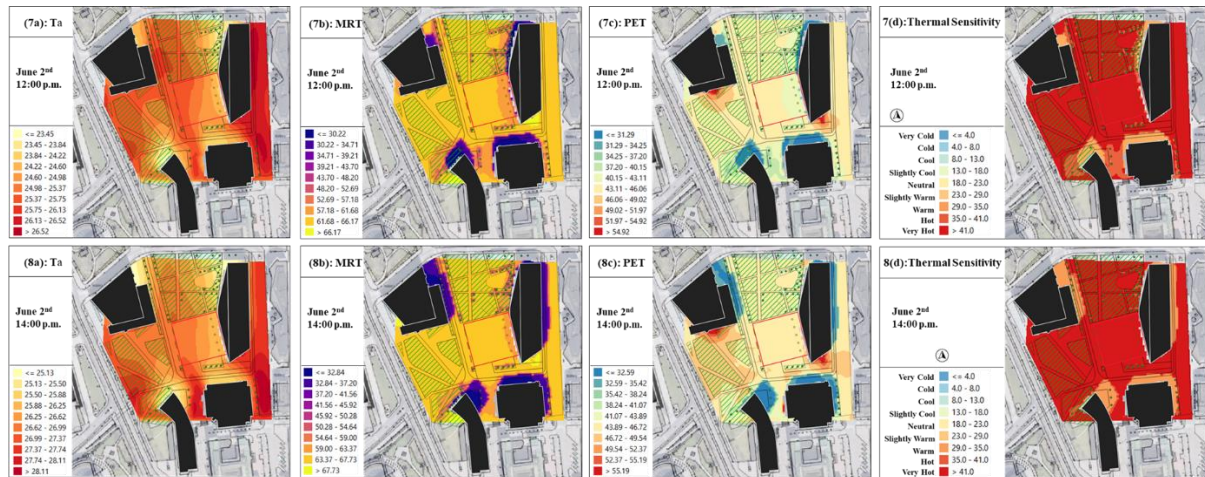 (7a): Ta
June 2nd
12:00 p.m.
<= 23.45
23.45 - 23.84
23.84 - 24.22
24.22 - 24.60
24.60 - 24.98
24.98 - 25.37
25.37 - 25.75
25.75 - 26.13
26.13 - 26.52
> 26.52
(7b): MRT
June 2nd
12:00 p.m.
<= 30.22
30.22 - 34.71
34.71 - 39.21
39.21 - 43.70
43.70 - 48.20
48.20 - 52.69
52.69 - 57.18
57.18 - 61.68
61.68 - 66.17
> 66.17
(7c): PET
June 2nd
12:00 p.m.
<= 31.29
31.29 - 34.25
34.25 - 37.20
37.20 - 40.15
40.15 - 43.11
43.11 - 46.06
46.06 - 49.02
49.02 - 51.97
51.97 - 54.92
> 54.92
7(d): Thermal Sensitivity
June 2nd
12:00 p.m.
A
Very Cold <= 4.0
Cold 4.0 - 8.0
Cool 8.0 - 13.0
Slightly Cool 13.0 - 18.0
Neutral 18.0 - 23.0
Slightly Warm 23.0 - 29.0
Warm 29.0 - 35.0
Hot 35.0 - 41.0
Very Hot > 41.0
(8a): Ta
June 2nd
14:00 p.m.
<= 25.13
25.13 - 25.50
25.50 - 25.88
25.88 - 26.25
26.25 - 26.62
26.62 - 26.99
26.99 - 27.37
27.37 - 27.74
27.74 - 28.11
> 28.11
(8b): MRT
June 2nd
14:00 p.m.
<= 32.84
32.84 - 37.20
37.20 - 41.56
41.56 - 45.92
45.92 - 50.28
50.28 - 54.64
54.64 - 59.00
59.00 - 63.37
63.37 - 67.73
> 67.73
(8c): PET
June 2nd
14:00 p.m.
<= 32.59
32.59 - 35.42
35.42 - 38.24
38.24 - 41.07
41.07 - 43.89
43.89 - 46.72
46.72 - 49.54
49.54 - 52.37
52.37 - 55.19
> 55.19
8(d): Thermal Sensitivity
June 2nd
14:00 p.m.
A
Very Cold <= 4.0
Cold 4.0 - 8.0
Cool 8.0 - 13.0
Slightly Cool 13.0 - 18.0
Neutral 18.0 - 23.0
Slightly Warm 23.0 - 29.0
Warm 29.0 - 35.0
Hot 35.0 - 41.0
Very Hot > 41.0